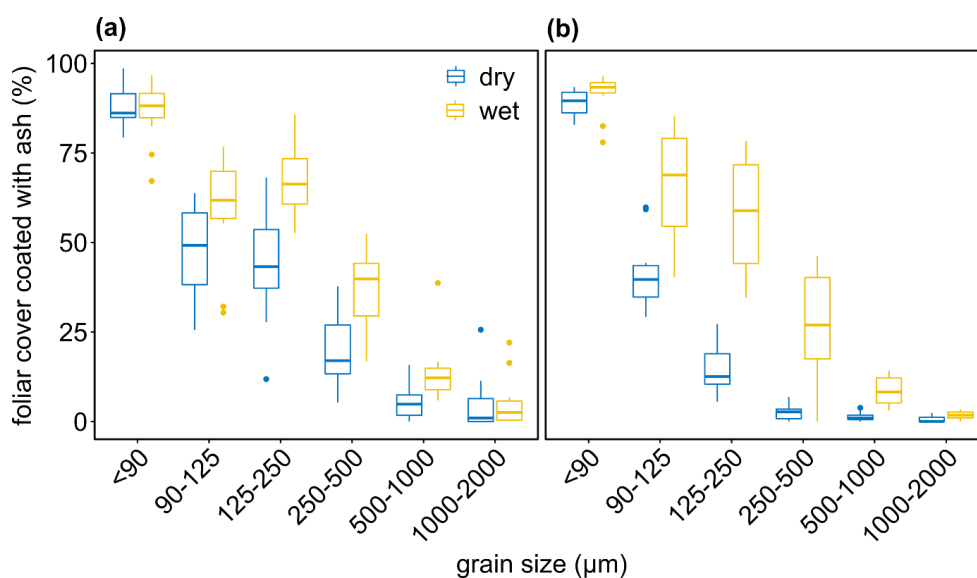 (a)
(b)
foliar cover coated with ash (%)
100
75
50
25
0
dry
wet
<90
90-125
125-250
250-500
500-1000
1000-2000
<90
90-125
125-250
250-500
500-1000
1000-2000
grain size (µm)